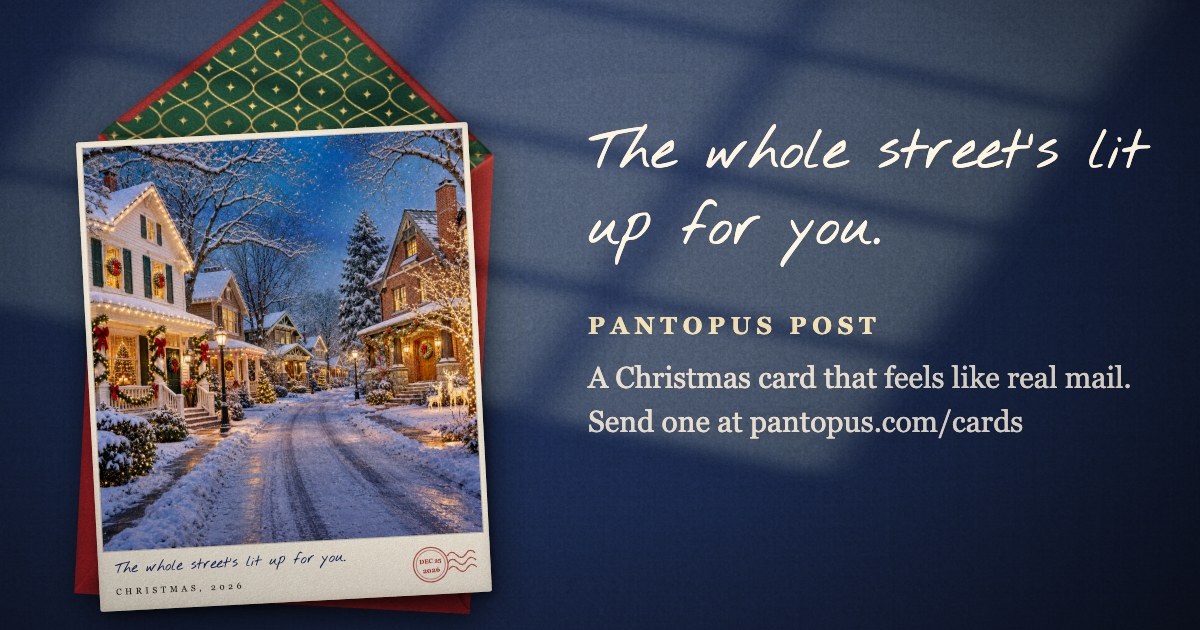 The whole street's lit
up for you.
PANTOPUS POST
A Christmas card that feels like real mail.
Send one at pantopus.com/cards
The whole street's lit up for you.
CHRISTMAS, 2026
DEC 25
2026